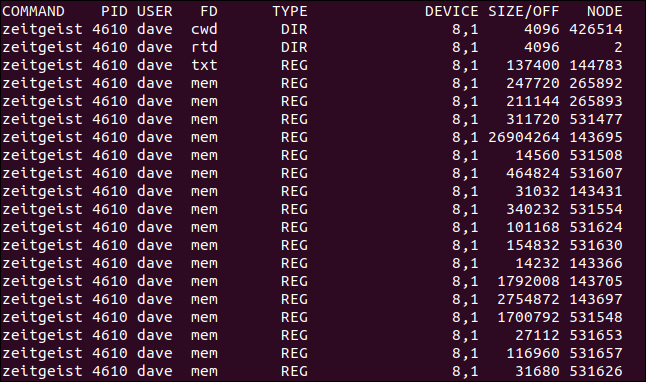 COMMAND PID USER FD TYPE DEVICE SIZE/OFF NODE
zeitgeist 4610 dave cwd DIR 8,1 4096 426514
zeitgeist 4610 dave rtd DIR 8,1 4096 2
zeitgeist 4610 dave txt REG 8,1 137400 144783
zeitgeist 4610 dave mem REG 8,1 247720 265892
zeitgeist 4610 dave mem REG 8,1 211144 265893
zeitgeist 4610 dave mem REG 8,1 311720 531477
zeitgeist 4610 dave mem REG 8,1 26904264 143695
zeitgeist 4610 dave mem REG 8,1 14560 531508
zeitgeist 4610 dave mem REG 8,1 464824 531607
zeitgeist 4610 dave mem REG 8,1 31032 143431
zeitgeist 4610 dave mem REG 8,1 340232 531554
zeitgeist 4610 dave mem REG 8,1 101168 531624
zeitgeist 4610 dave mem REG 8,1 154832 531630
zeitgeist 4610 dave mem REG 8,1 14232 143366
zeitgeist 4610 dave mem REG 8,1 1792008 143705
zeitgeist 4610 dave mem REG 8,1 2754872 143697
zeitgeist 4610 dave mem REG 8,1 1700792 531548
zeitgeist 4610 dave mem REG 8,1 27112 531653
zeitgeist 4610 dave mem REG 8,1 116960 531657
zeitgeist 4610 dave mem REG 8,1 31680 531626